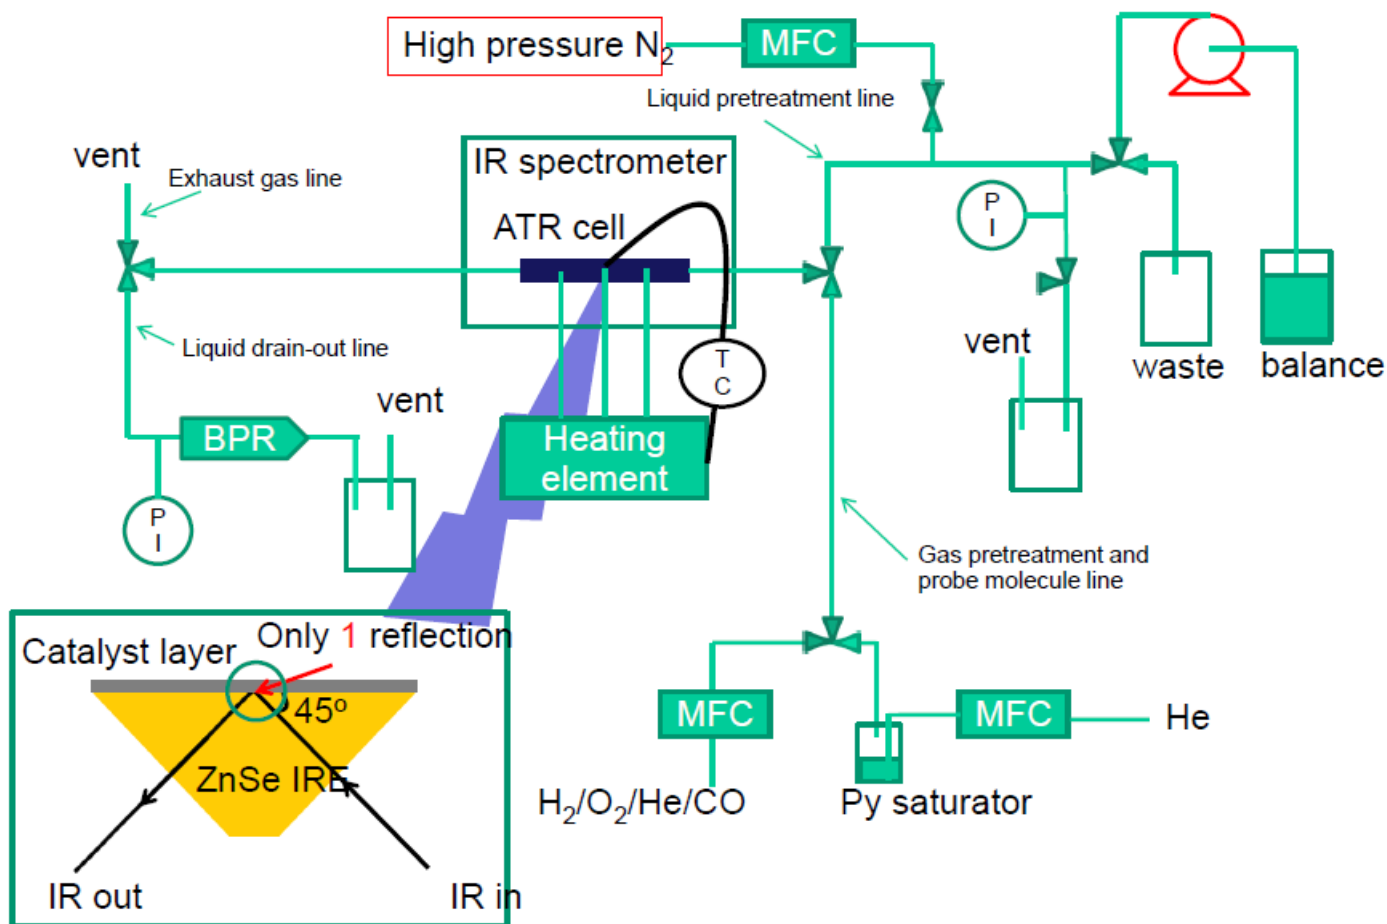 High pressure N₂
MFC
Liquid pretreatment line
vent
Exhaust gas line
IR spectrometer
ATR cell
P
I
Liquid drain-out line
T
C
vent
waste
balance
vent
BPR
Heating
element
P
I
Gas pretreatment and
probe molecule line
Only 1 reflection
Catalyst layer
45º
MFC
MFC
He
ZnSe IRE
H₂/O₂/He/CO
Py saturator
IR out
IR in